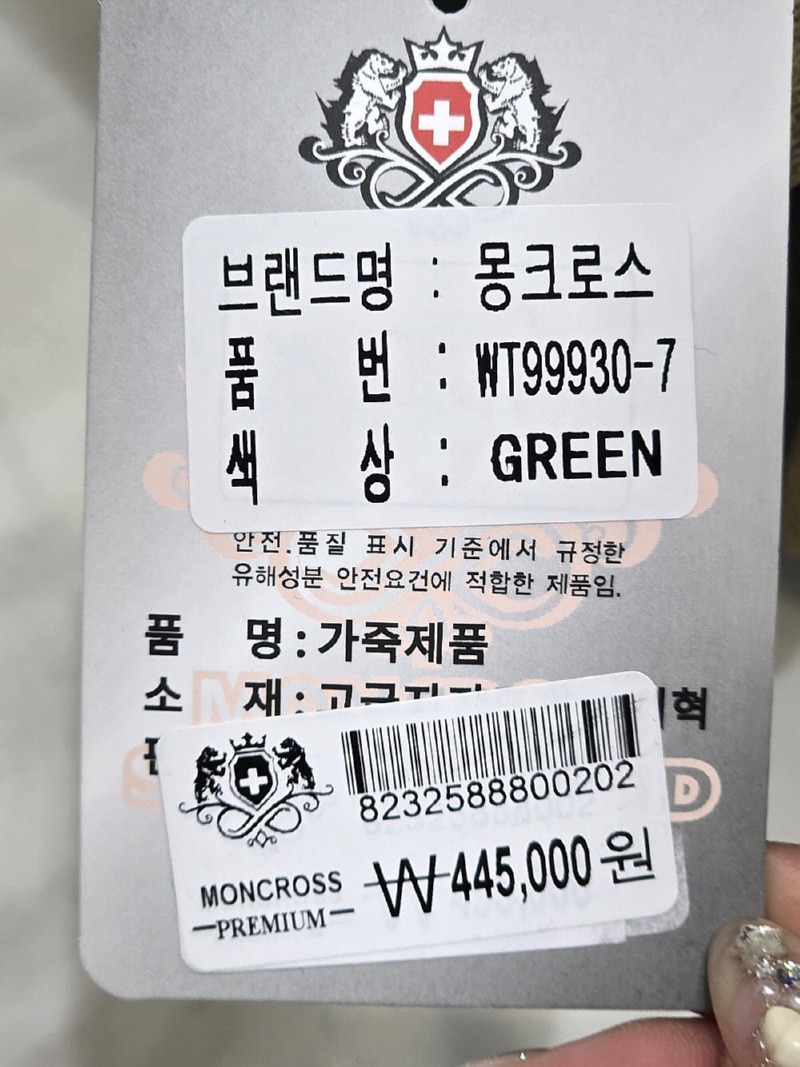 브랜드명 : 몽크로스
품 번 : WT99930-7
색 상 : GREEN
안전.품질 표시 기준에서 규정한
유해성분 안전요건에 적합한 제품임.
품 명 : 가죽제품
소 재 :
8232588800202
MONCROSS
PREMIUM
₩445,000원